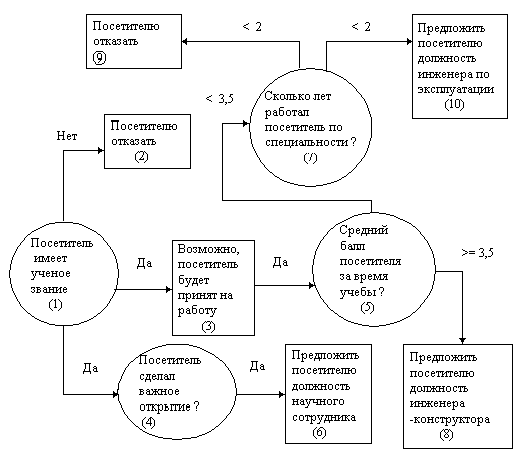 Посетителю
отказать
(9)
< 2
< 2
Предложить
посетителю
должность
инженера по
эксплуатации
(10)
Сколько лет
работал
посетитель по
специальности ?
(7)
< 3,5
Нет
Посетителю
отказать
(2)
Посетитель
имеет
ученое
звание
(1)
Да
Возможно,
посетитель
будет
принят на
работу
(3)
Да
Средний
балл
посетителя
за время
учебы ?
(5)
>= 3,5
Да
Посетитель
сделал
важное
открытие ?
(4)
Да
Предложить
посетителю
должность
научного
сотрудника
(6)
Предложить
посетителю
должность
инженера
-конструктора
(8)